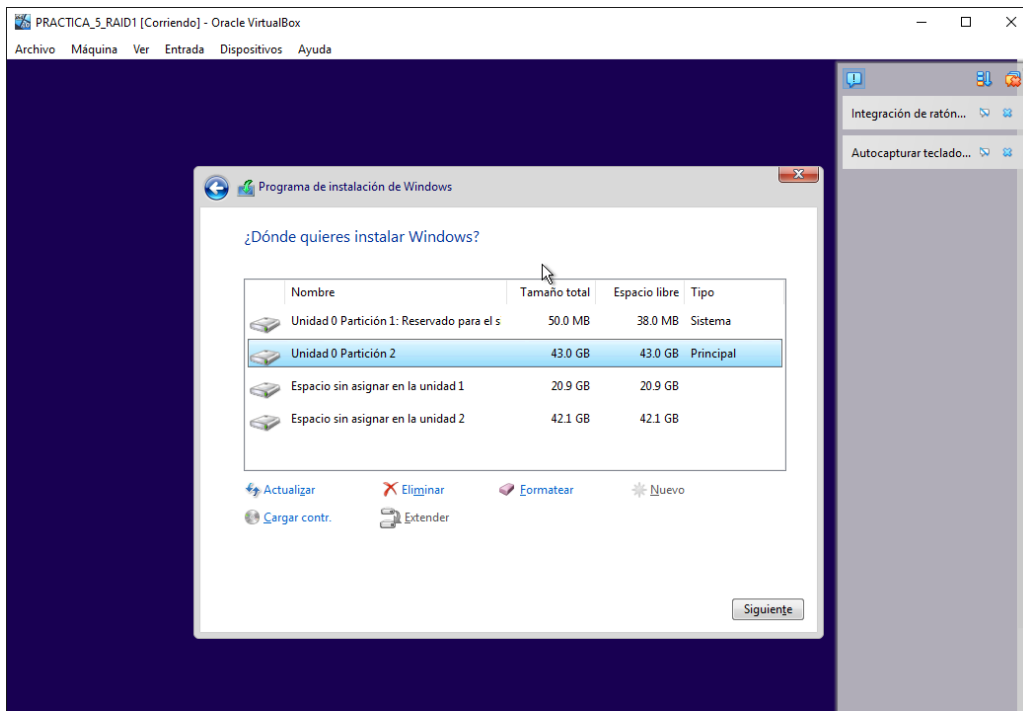 PRACTICA_5_RAID1 [Corriendo] - Oracle VirtualBox
Archivo Máquina Ver Entrada Dispositivos Ayuda
Integración de ratón...
Autocapturar teclado...
Programa de instalación de Windows
¿Dónde quieres instalar Windows?
Nombre Tamaño total Espacio libre Tipo
Unidad 0 Partición 1: Reservado para el s 50.0 MB 38.0 MB Sistema
Unidad 0 Partición 2 43.0 GB 43.0 GB Principal
Espacio sin asignar en la unidad 1 20.9 GB 20.9 GB
Espacio sin asignar en la unidad 2 42.1 GB 42.1 GB
Actualizar Eliminar Formatear Nuevo
Cargar contr. Extender
Siguiente